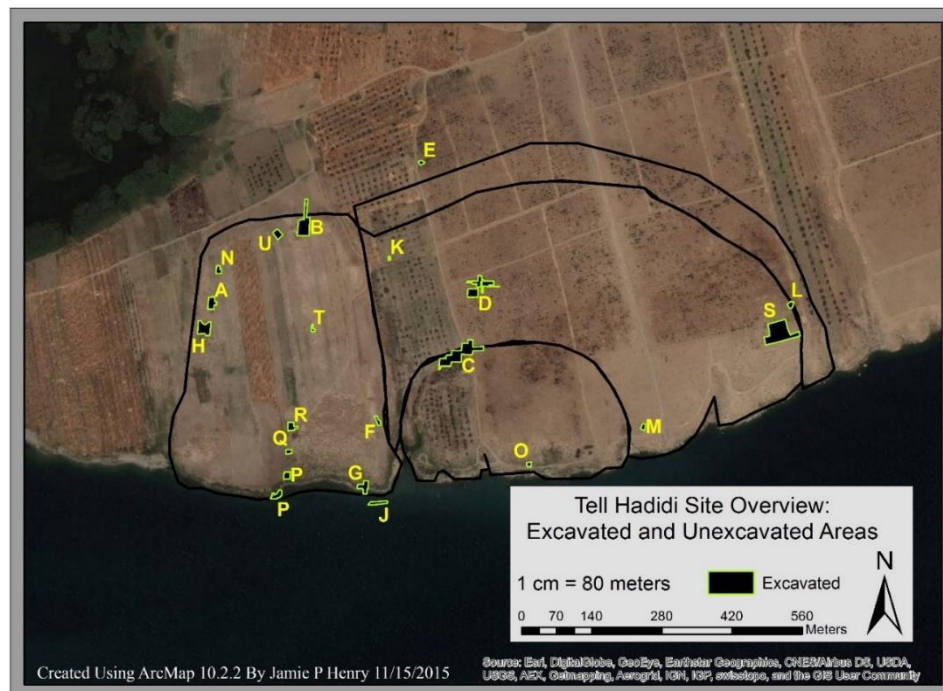 E
B
U
K
N
A
D
L
S
H
T
C
R
F
M
Q
O
P
G
P
J
Tell Hadidi Site Overview:
Excavated and Unexcavated Areas
N
1 cm = 80 meters Excavated
0 70 140 280 420 560
Meters
Created Using ArcMap 10.2.2 By Jamie P Henry 11/15/2015
Source: Esri, DigitalGlobe, GeoEye, Earthstar Geographics, CNES/Airbus DS, USDA,
USGS, AEX, Getmapping, Aerogrid, IGN, IGP, swisstopo, and the GIS User Community